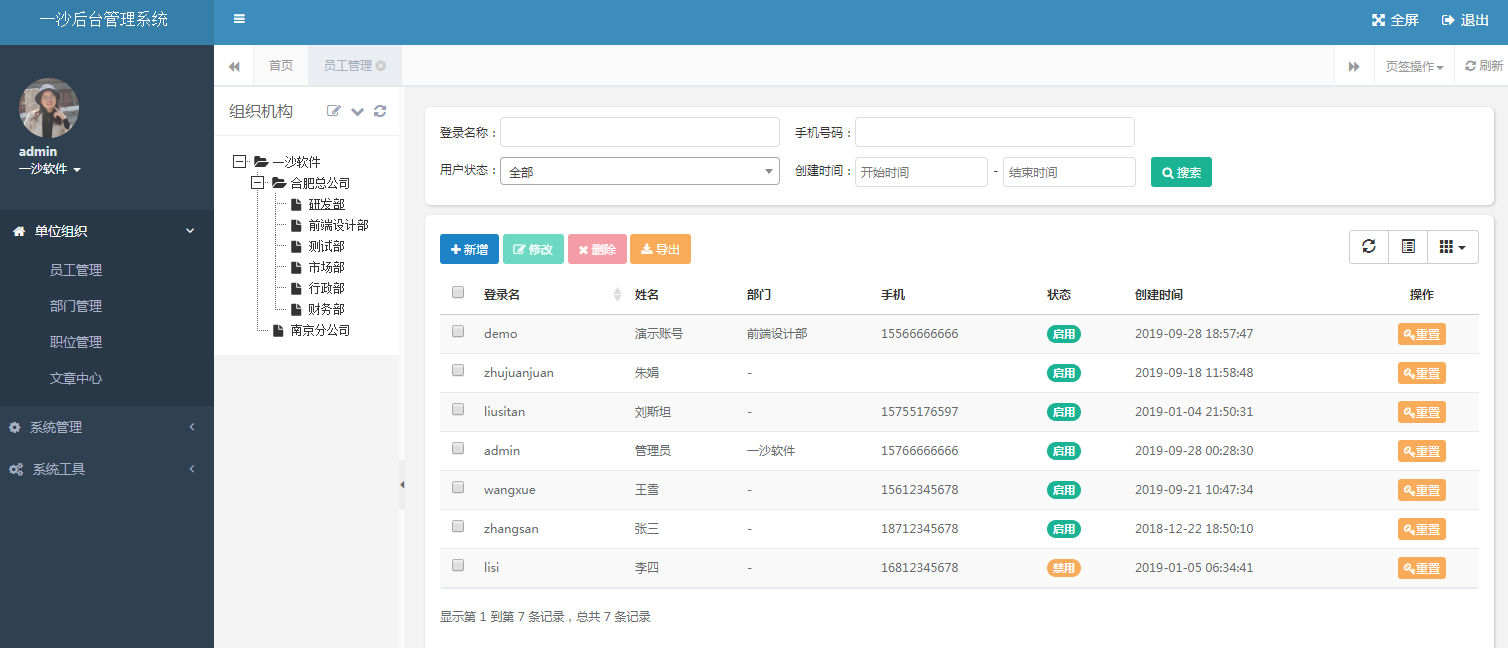 一沙后台管理系统
全屏 退出
首页 员工管理 页签操作 刷新
admin
一沙软件
单位组织
员工管理
部门管理
职位管理
文章中心
系统管理
系统工具
组织机构
一沙软件
合肥总公司
研发部
前端设计部
测试部
市场部
行政部
财务部
南京分公司
登录名称： 手机号码：
用户状态： 全部 创建时间： 开始时间 - 结束时间 搜索
新增 修改 删除 导出
登录名 姓名 部门 手机 状态 创建时间 操作
demo 演示账号 前端设计部 15566666666 启用 2019-09-28 18:57:47 重置
zhujuanjuan 朱娟 - 启用 2019-09-18 11:58:48 重置
liusitan 刘斯坦 - 15755176597 启用 2019-01-04 21:50:31 重置
admin 管理员 一沙软件 15766666666 启用 2019-09-28 00:28:30 重置
wangxue 王雪 - 15612345678 启用 2019-09-21 10:47:34 重置
zhangsan 张三 - 18712345678 启用 2018-12-22 18:50:10 重置
lisi 李四 - 16812345678 禁用 2019-01-05 06:34:41 重置
显示第 1 到第 7 条记录，总共 7 条记录